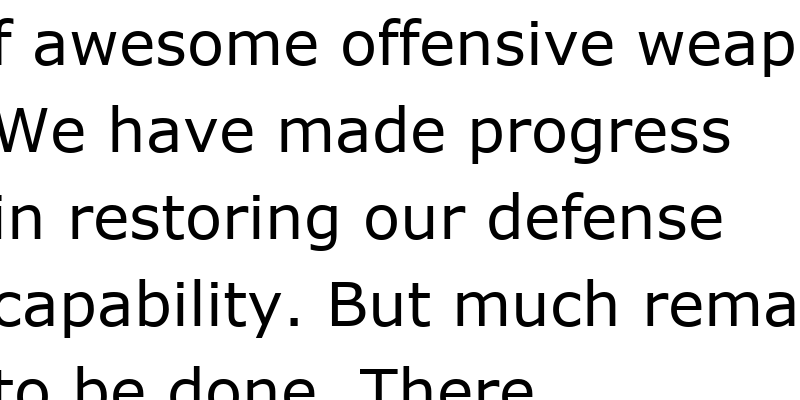 f awesome offensive weap
We have made progress
in restoring our defense
capability. But much rema
to be done. There